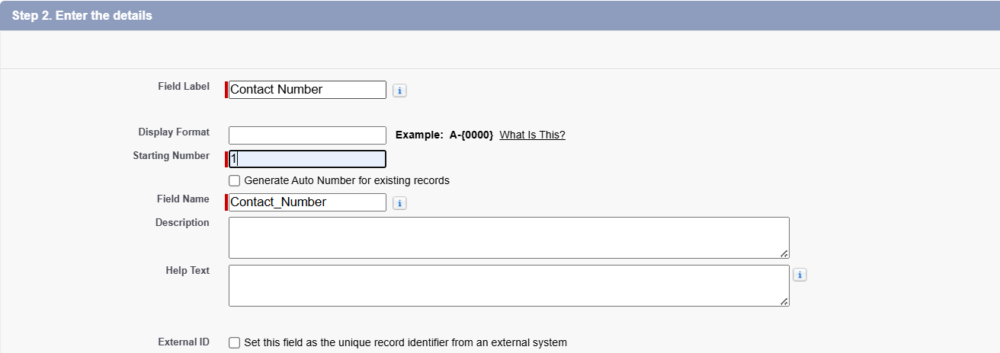 Step 2. Enter the details
Field Label Contact Number i
Display Format Example: A-{0000} What Is This?
Starting Number 1
Generate Auto Number for existing records
Field Name Contact_Number i
Description
Help Text i
External ID Set this field as the unique record identifier from an external system